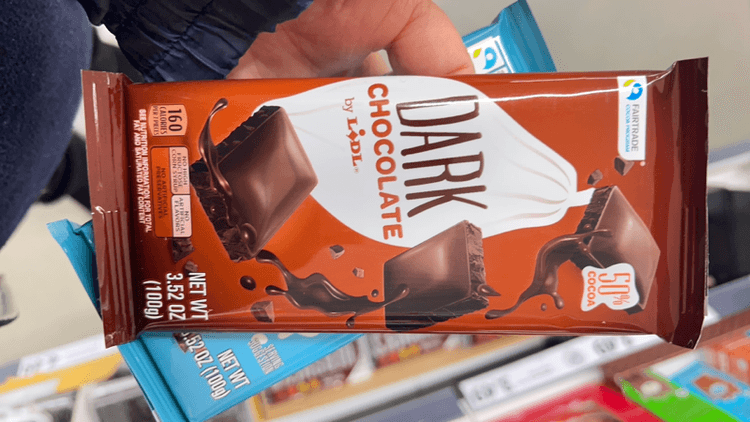 DARK
CHOCOLATE
by LIDL®
FAIRTRADE
COCOA PROGRAM
50%
COCOA
160
CALORIES
SEE NUTRITION INFORMATION FOR TOTAL
FAT AND SATURATED FAT CONTENT
NO HIGH
FRUCTOSE
CORN SYRUP
NO
ARTIFICIAL
FLAVORS
NO ARTIFICIAL
PRESERVATIVES
NET WT
3.52 OZ
(100g)
SERVING
SUGGESTION
NET WT
3.52 OZ (100g)